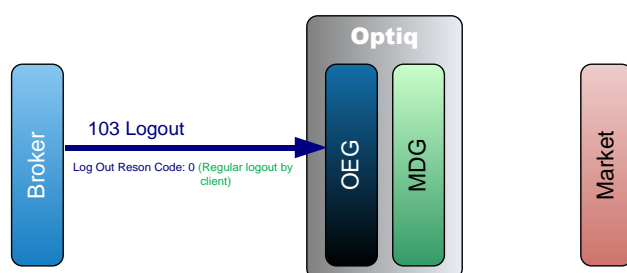 Optiq
Broker
103 Logout
Log Out Reson Code: 0 (Regular logout by
client)
OEG
MDG
Market